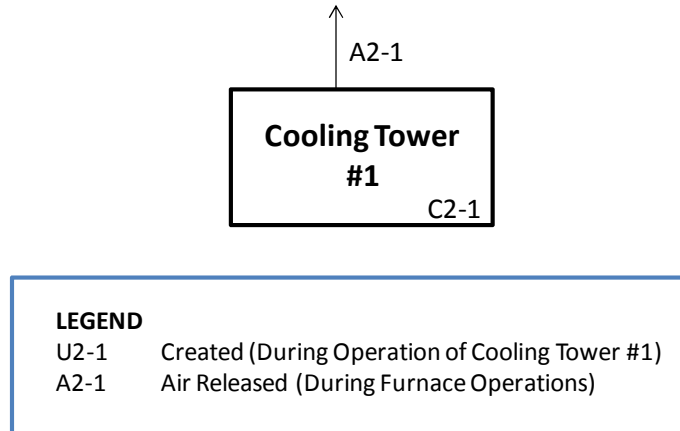 A2-1
Cooling Tower
#1
C2-1
LEGEND
U2-1 Created (During Operation of Cooling Tower #1)
A2-1 Air Released (During Furnace Operations)